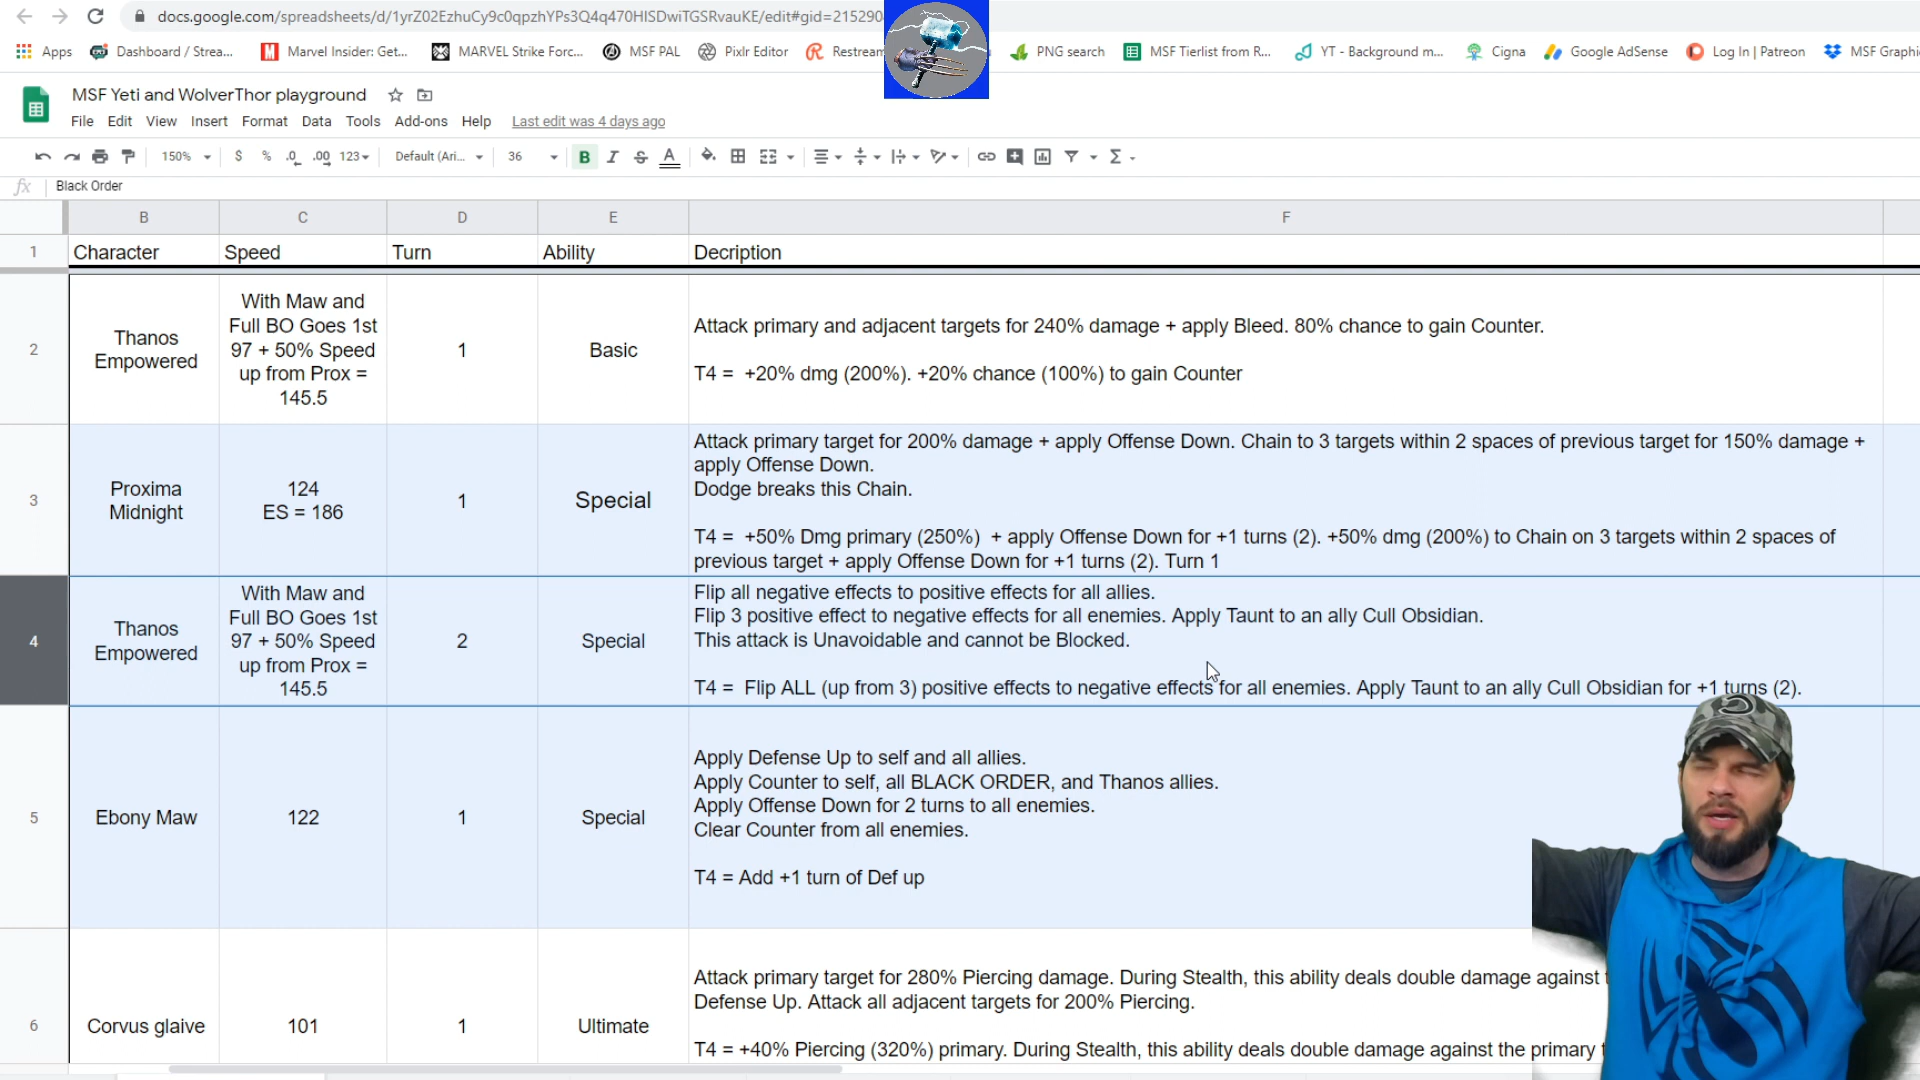 docs.google.com/spreadsheets/d/1yrZ02EzhuCy9c0qpzhYPs3Q4q470HISDwiTGSRvauKE/edit#gid=215290
Apps Dashboard / Strea... Marvel Insider: Get... MARVEL Strike Forc... MSF PAL Pixlr Editor Restream PNG search MSF Tierlist from R... YT - Background m... Cigna Google AdSense Log In | Patreon MSF Graphi
MSF Yeti and WolverThor playground
File Edit View Insert Format Data Tools Add-ons Help Last edit was 4 days ago
150% $ % .0 .00 123 Default (Ari... 36 B I S A
fx Black Order
B C D E F
1 Character Speed Turn Ability Decription
2
Thanos
Empowered
With Maw and
Full BO Goes 1st
97 + 50% Speed
up from Prox =
145.5
1
Basic
Attack primary and adjacent targets for 240% damage + apply Bleed. 80% chance to gain Counter.
T4 = +20% dmg (200%). +20% chance (100%) to gain Counter
3
Proxima
Midnight
124
ES = 186
1
Special
Attack primary target for 200% damage + apply Offense Down. Chain to 3 targets within 2 spaces of previous target for 150% damage +
apply Offense Down.
Dodge breaks this Chain.
T4 = +50% Dmg primary (250%) + apply Offense Down for +1 turns (2). +50% dmg (200%) to Chain on 3 targets within 2 spaces of
previous target + apply Offense Down for +1 turns (2). Turn 1
4
Thanos
Empowered
With Maw and
Full BO Goes 1st
97 + 50% Speed
up from Prox =
145.5
2
Special
Flip all negative effects to positive effects for all allies.
Flip 3 positive effect to negative effects for all enemies. Apply Taunt to an ally Cull Obsidian.
This attack is Unavoidable and cannot be Blocked.
T4 = Flip ALL (up from 3) positive effects to negative effects for all enemies. Apply Taunt to an ally Cull Obsidian for +1 turns (2).
5
Ebony Maw
122
1
Special
Apply Defense Up to self and all allies.
Apply Counter to self, all BLACK ORDER, and Thanos allies.
Apply Offense Down for 2 turns to all enemies.
Clear Counter from all enemies.
T4 = Add +1 turn of Def up
6
Corvus glaive
101
1
Ultimate
Attack primary target for 280% Piercing damage. During Stealth, this ability deals double damage against
Defense Up. Attack all adjacent targets for 200% Piercing.
T4 = +40% Piercing (320%) primary. During Stealth, this ability deals double damage against the primary